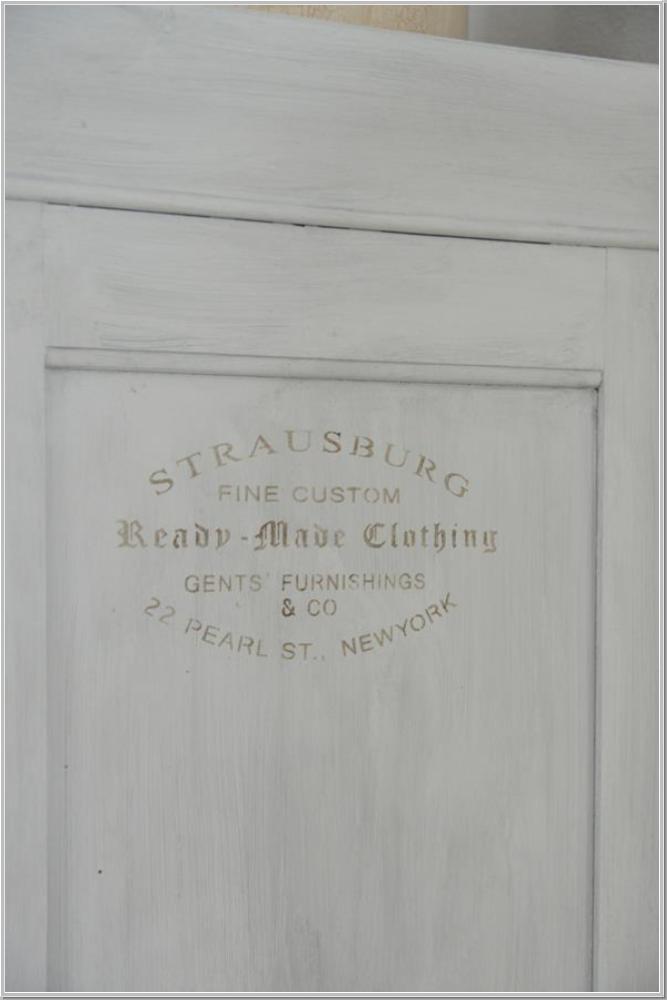 STRAUSBURG
FINE CUSTOM
Ready-Made Clothing
GENTS' FURNISHINGS
& CO
22 PEARL ST., NEWYORK